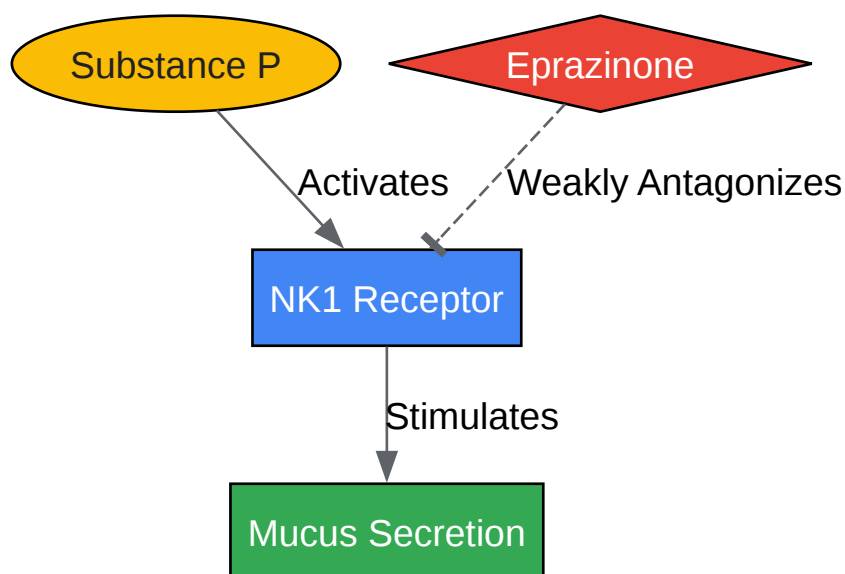 Substance P
Eprazinone
Activates
Weakly Antagonizes
NK1 Receptor
Stimulates
Mucus Secretion